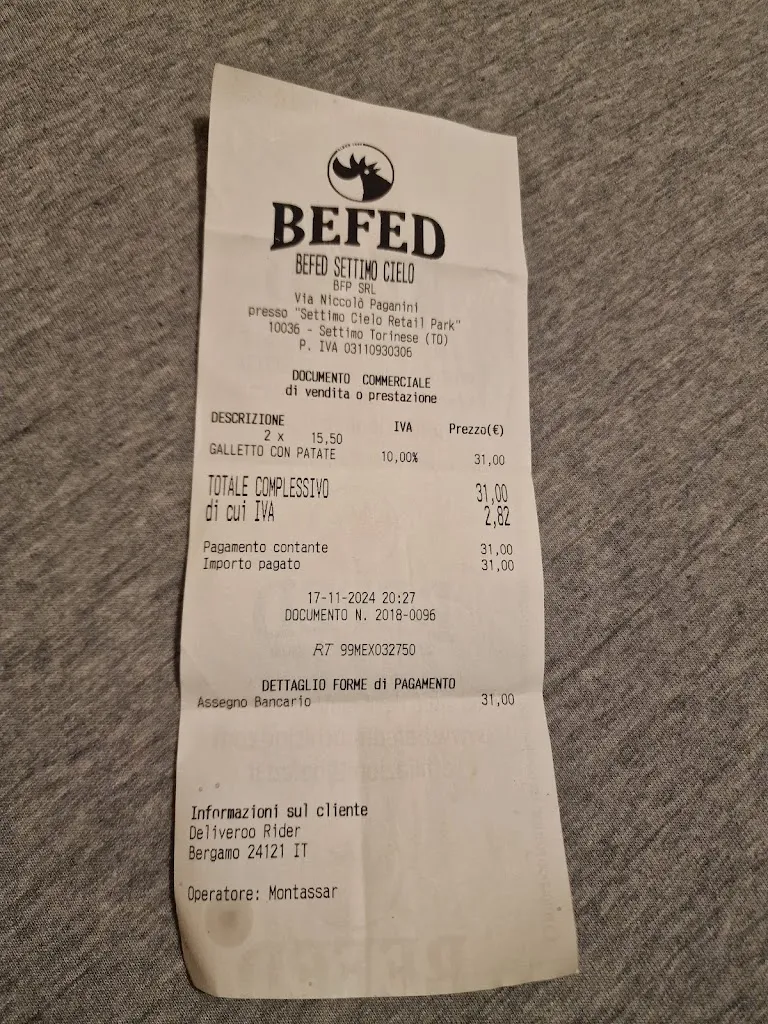 BEFED
BEFED SETTIMO CIELO
BFP SRL
Via Niccolò Paganini
presso "Settimo Cielo Retail Park"
10036 - Settimo Torinese (TO)
P. IVA 03110930306
DOCUMENTO COMMERCIALE
di vendita o prestazione
DESCRIZIONE IVA Prezzo(€)
2 x 15,50
GALLETTO CON PATATE 10,00% 31,00
TOTALE COMPLESSIVO 31,00
di cui IVA 2,82
Pagamento contante 31,00
Importo pagato 31,00
17-11-2024 20:27
DOCUMENTO N. 2018-0096
RT 99MEX032750
DETTAGLIO FORME di PAGAMENTO
Assegno Bancario 31,00
Informazioni sul cliente
Deliveroo Rider
Bergamo 24121 IT
Operatore: Montassar